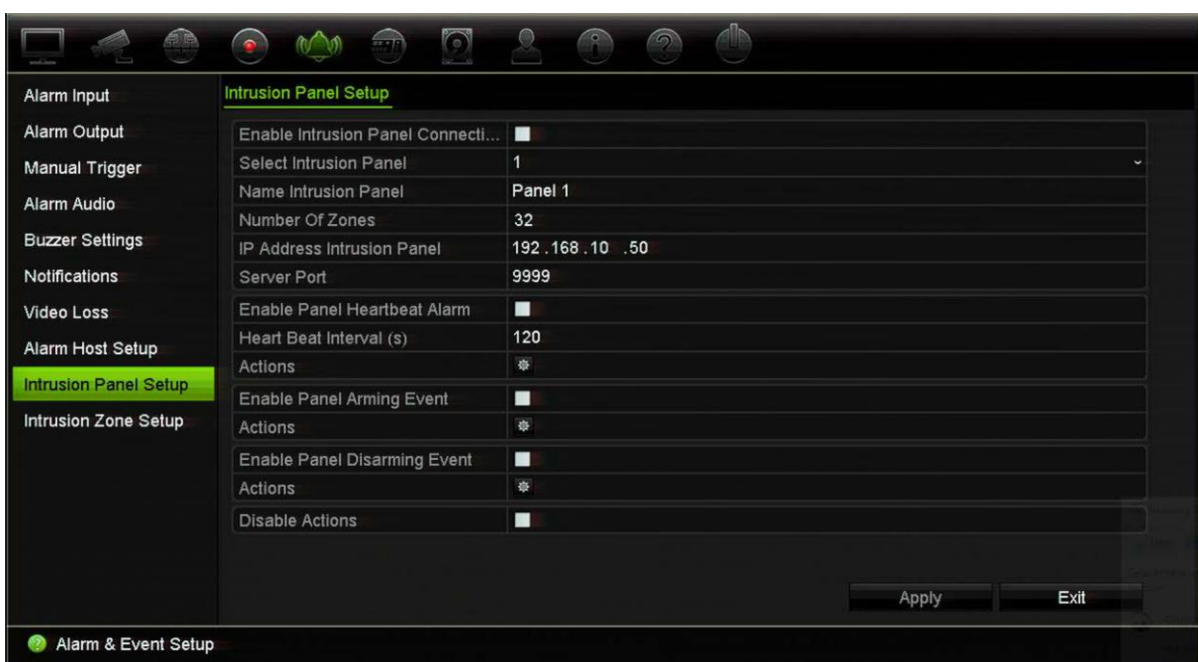 Alarm Input
Alarm Output
Manual Trigger
Alarm Audio
Buzzer Settings
Notifications
Video Loss
Alarm Host Setup
Intrusion Panel Setup
Intrusion Zone Setup
Intrusion Panel Setup
Enable Intrusion Panel Connecti...
Select Intrusion Panel 1
Name Intrusion Panel Panel 1
Number Of Zones 32
IP Address Intrusion Panel 192.168.10 .50
Server Port 9999
Enable Panel Heartbeat Alarm
Heart Beat Interval (s) 120
Actions
Enable Panel Arming Event
Actions
Enable Panel Disarming Event
Actions
Disable Actions
Apply Exit
Alarm & Event Setup